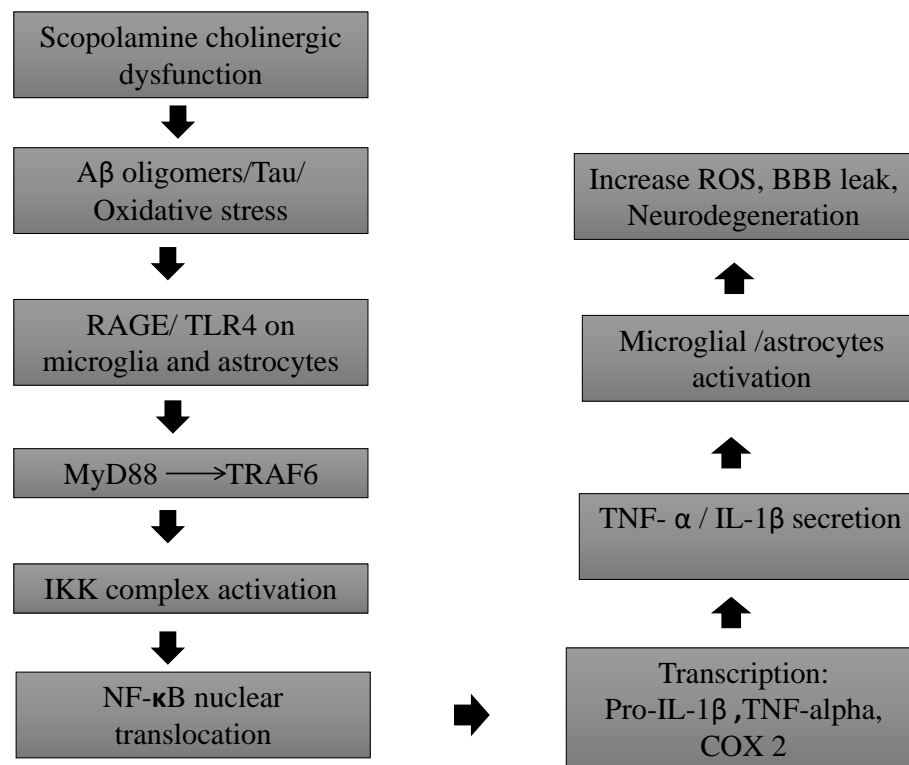 Scopolamine cholinergic
dysfunction
Aβ oligomers/Tau/
Oxidative stress
RAGE/ TLR4 on
microglia and astrocytes
MyD88 ⟶TRAF6
IKK complex activation
NF-κB nuclear
translocation
Transcription:
Pro-IL-1β ,TNF-alpha,
COX 2
TNF- α / IL-1β secretion
Microglial /astrocytes
activation
Increase ROS, BBB leak,
Neurodegeneration